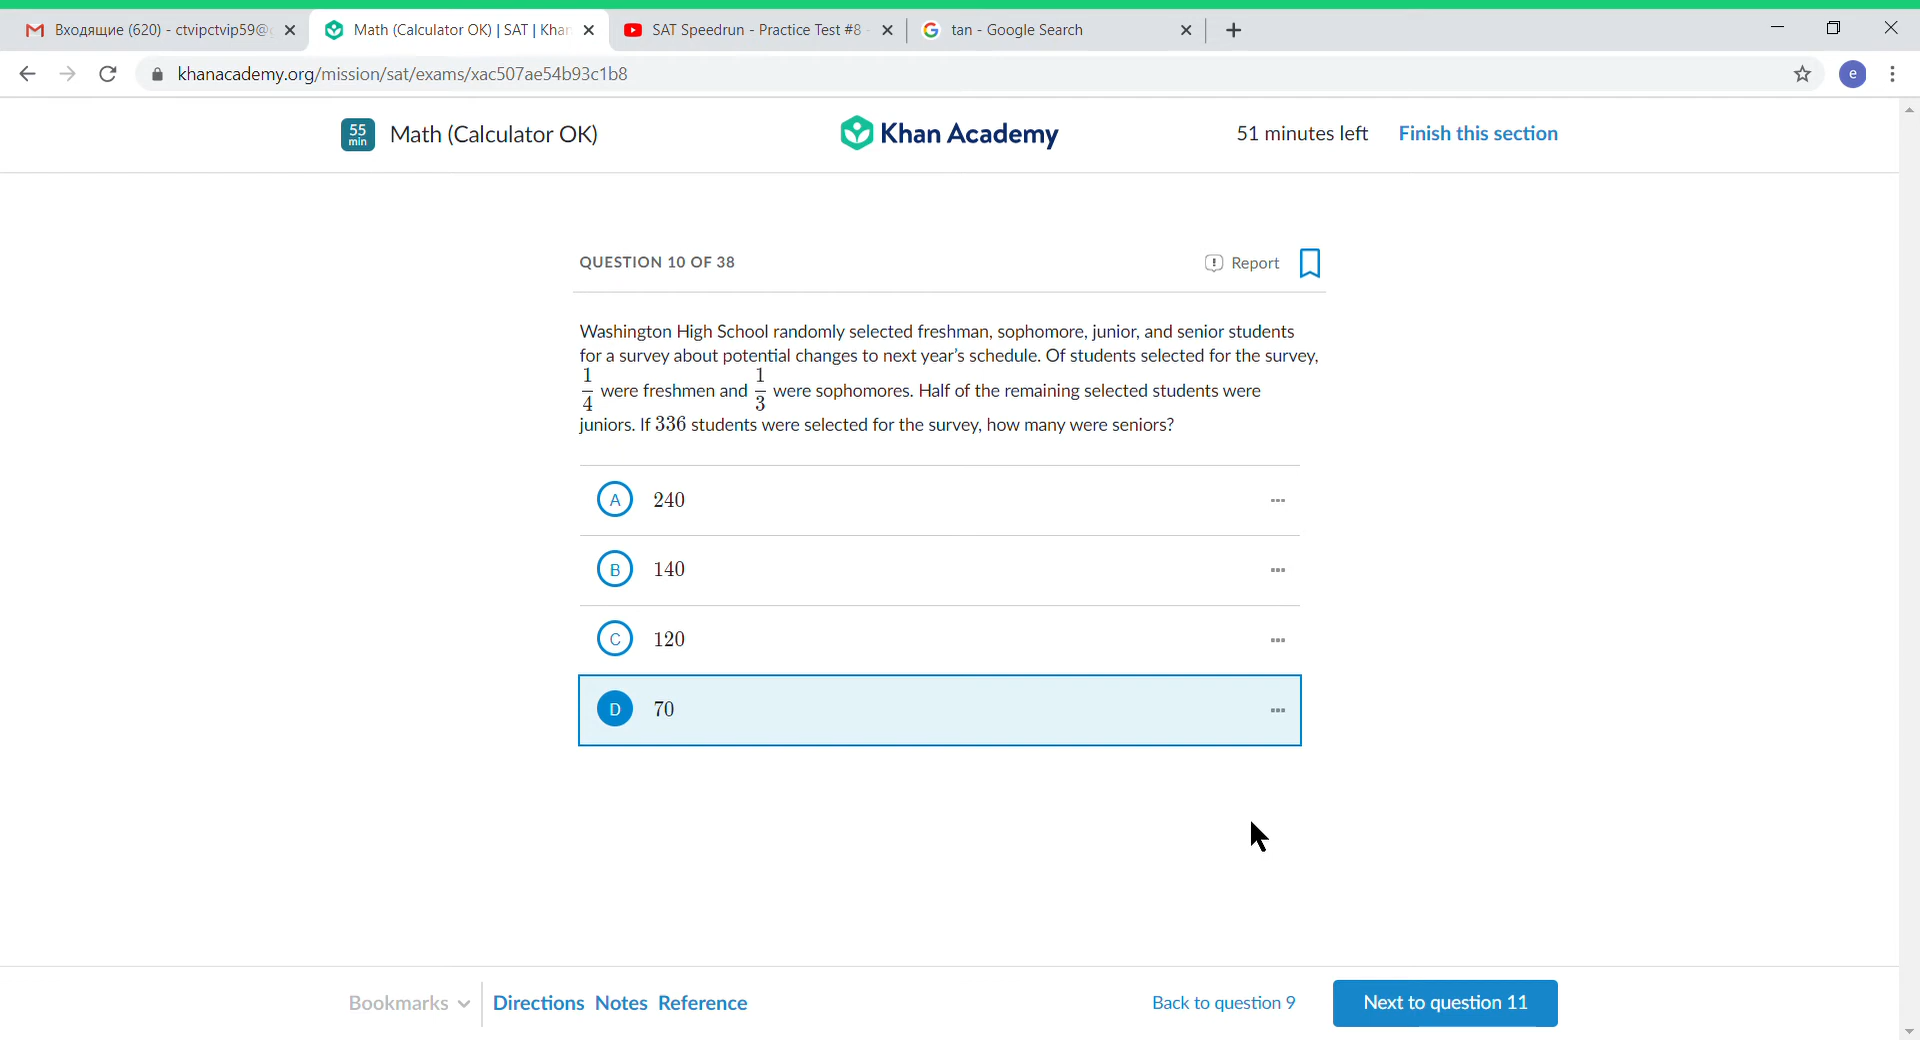 Входящие (620) - ctvipctvip59@
Math (Calculator OK) | SAT | Khan
SAT Speedrun - Practice Test #8
tan - Google Search
khanacademy.org/mission/sat/exams/xac507ae54b93c1b8
e
55
min
Math (Calculator OK)
Khan Academy
51 minutes left
Finish this section
QUESTION 10 OF 38
Report
Washington High School randomly selected freshman, sophomore, junior, and senior students
for a survey about potential changes to next year's schedule. Of students selected for the survey,
1/4 were freshmen and 1/3 were sophomores. Half of the remaining selected students were
juniors. If 336 students were selected for the survey, how many were seniors?
A 240
B 140
C 120
D 70
Bookmarks
Directions
Notes
Reference
Back to question 9
Next to question 11